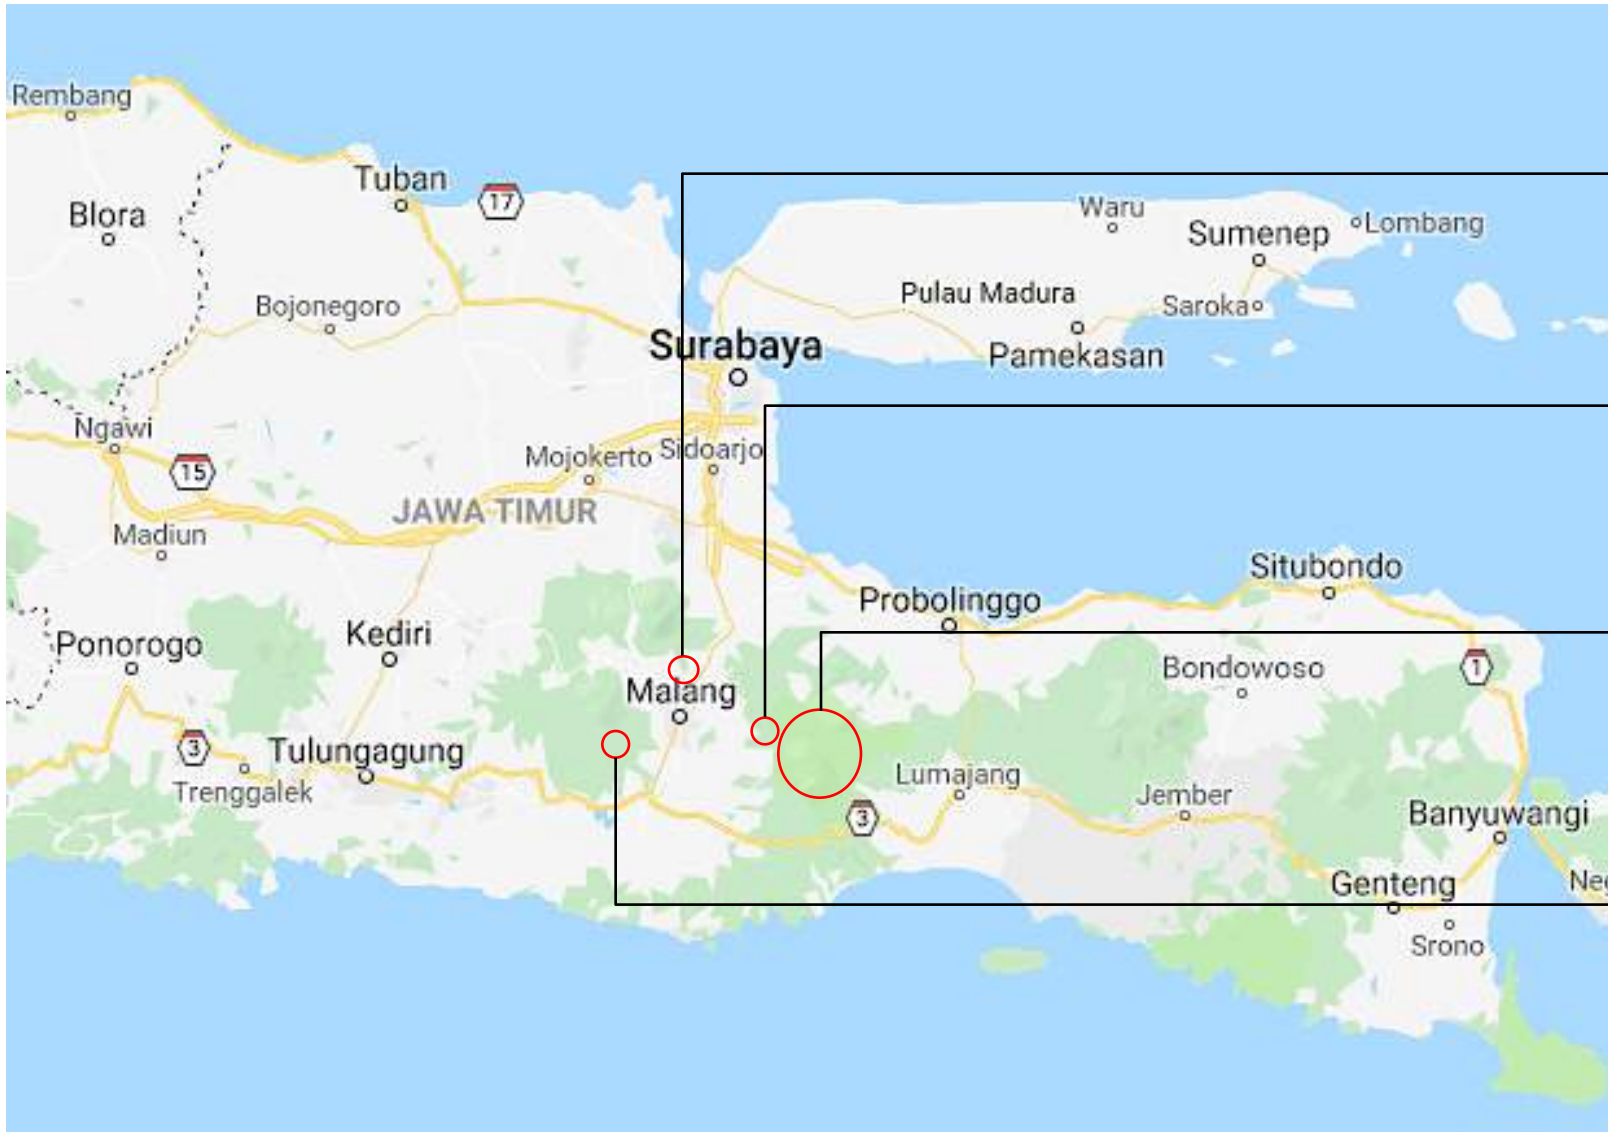 Rembang
Tuban
17
Blora
Waru
Sumenep
Lombang
Bojonegoro
Pulau Madura
Saroka
Surabaya
Pamekasan
Ngawi
15
Mojokerto
Sidoarjo
JAWA TIMUR
Madiun
Situbondo
Probolinggo
Ponorogo
Kediri
Bondowoso
1
Malang
3
Tulungagung
Trenggalek
Lumajang
Jember
3
Banyuwangi
Genteng
Neg
Srono